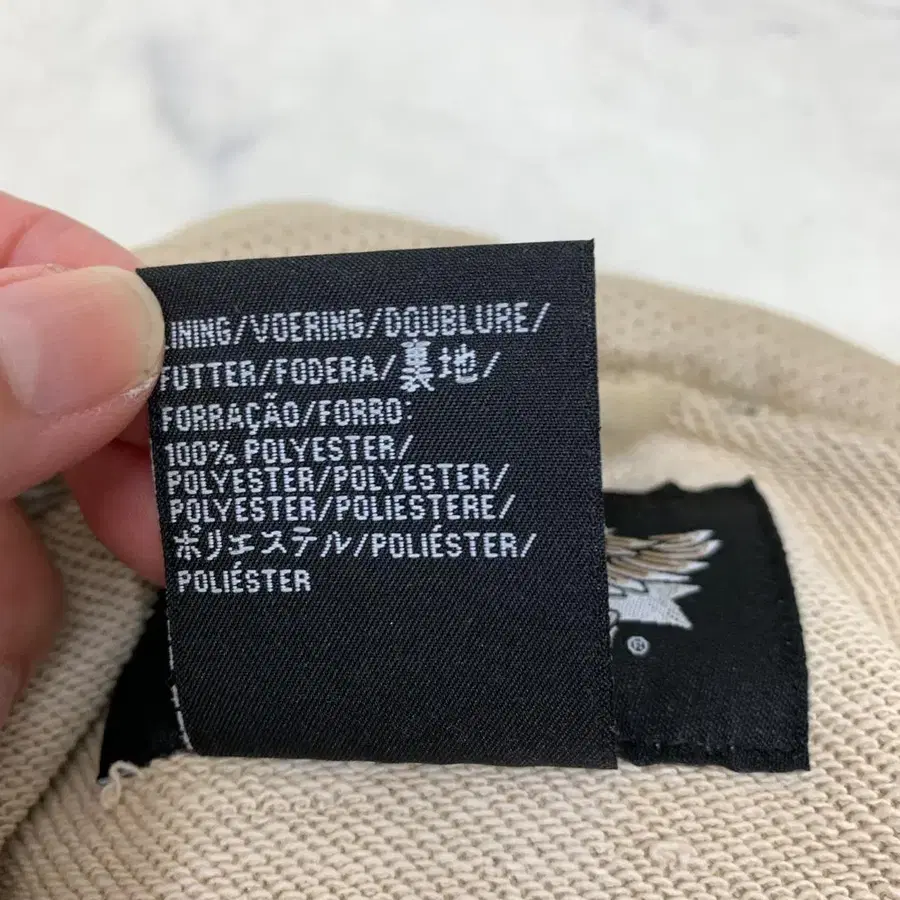 LINING/VOERING/DOUBLURE/
FUTTER/FODERA/裏地/
FORRAÇÃO/FORRO:
100% POLYESTER/
POLYESTER/POLYESTER/
POLYESTER/POLIESTERE/
ポリエステル/POLIÉSTER/
POLIÉSTER
®